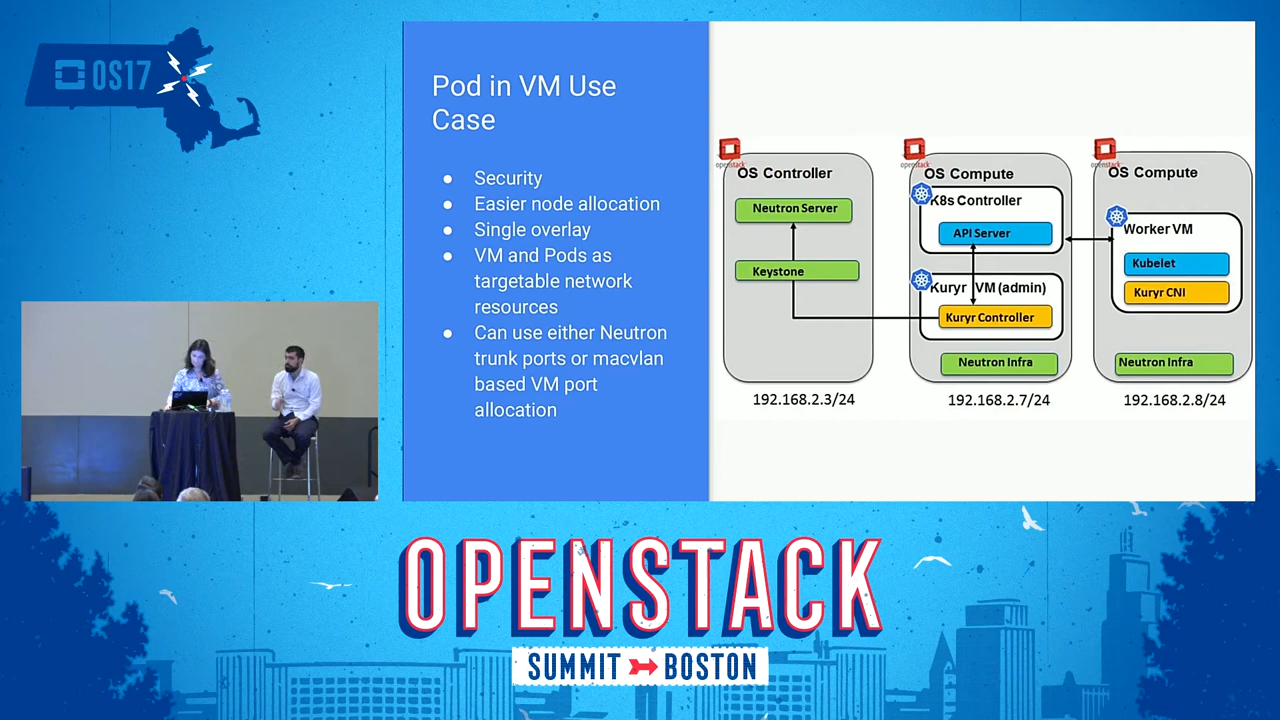 OS17
Pod in VM Use
Case
● Security
● Easier node allocation
● Single overlay
● VM and Pods as
targetable network
resources
● Can use either Neutron
trunk ports or macvlan
based VM port
allocation
openstack
OS Controller
Neutron Server
Keystone
192.168.2.3/24
openstack
OS Compute
K8s Controller
API Server
Kuryr VM (admin)
Kuryr Controller
Neutron Infra
192.168.2.7/24
openstack
OS Compute
Worker VM
Kubelet
Kuryr CNI
Neutron Infra
192.168.2.8/24
OPENSTACK
SUMMIT BOSTON